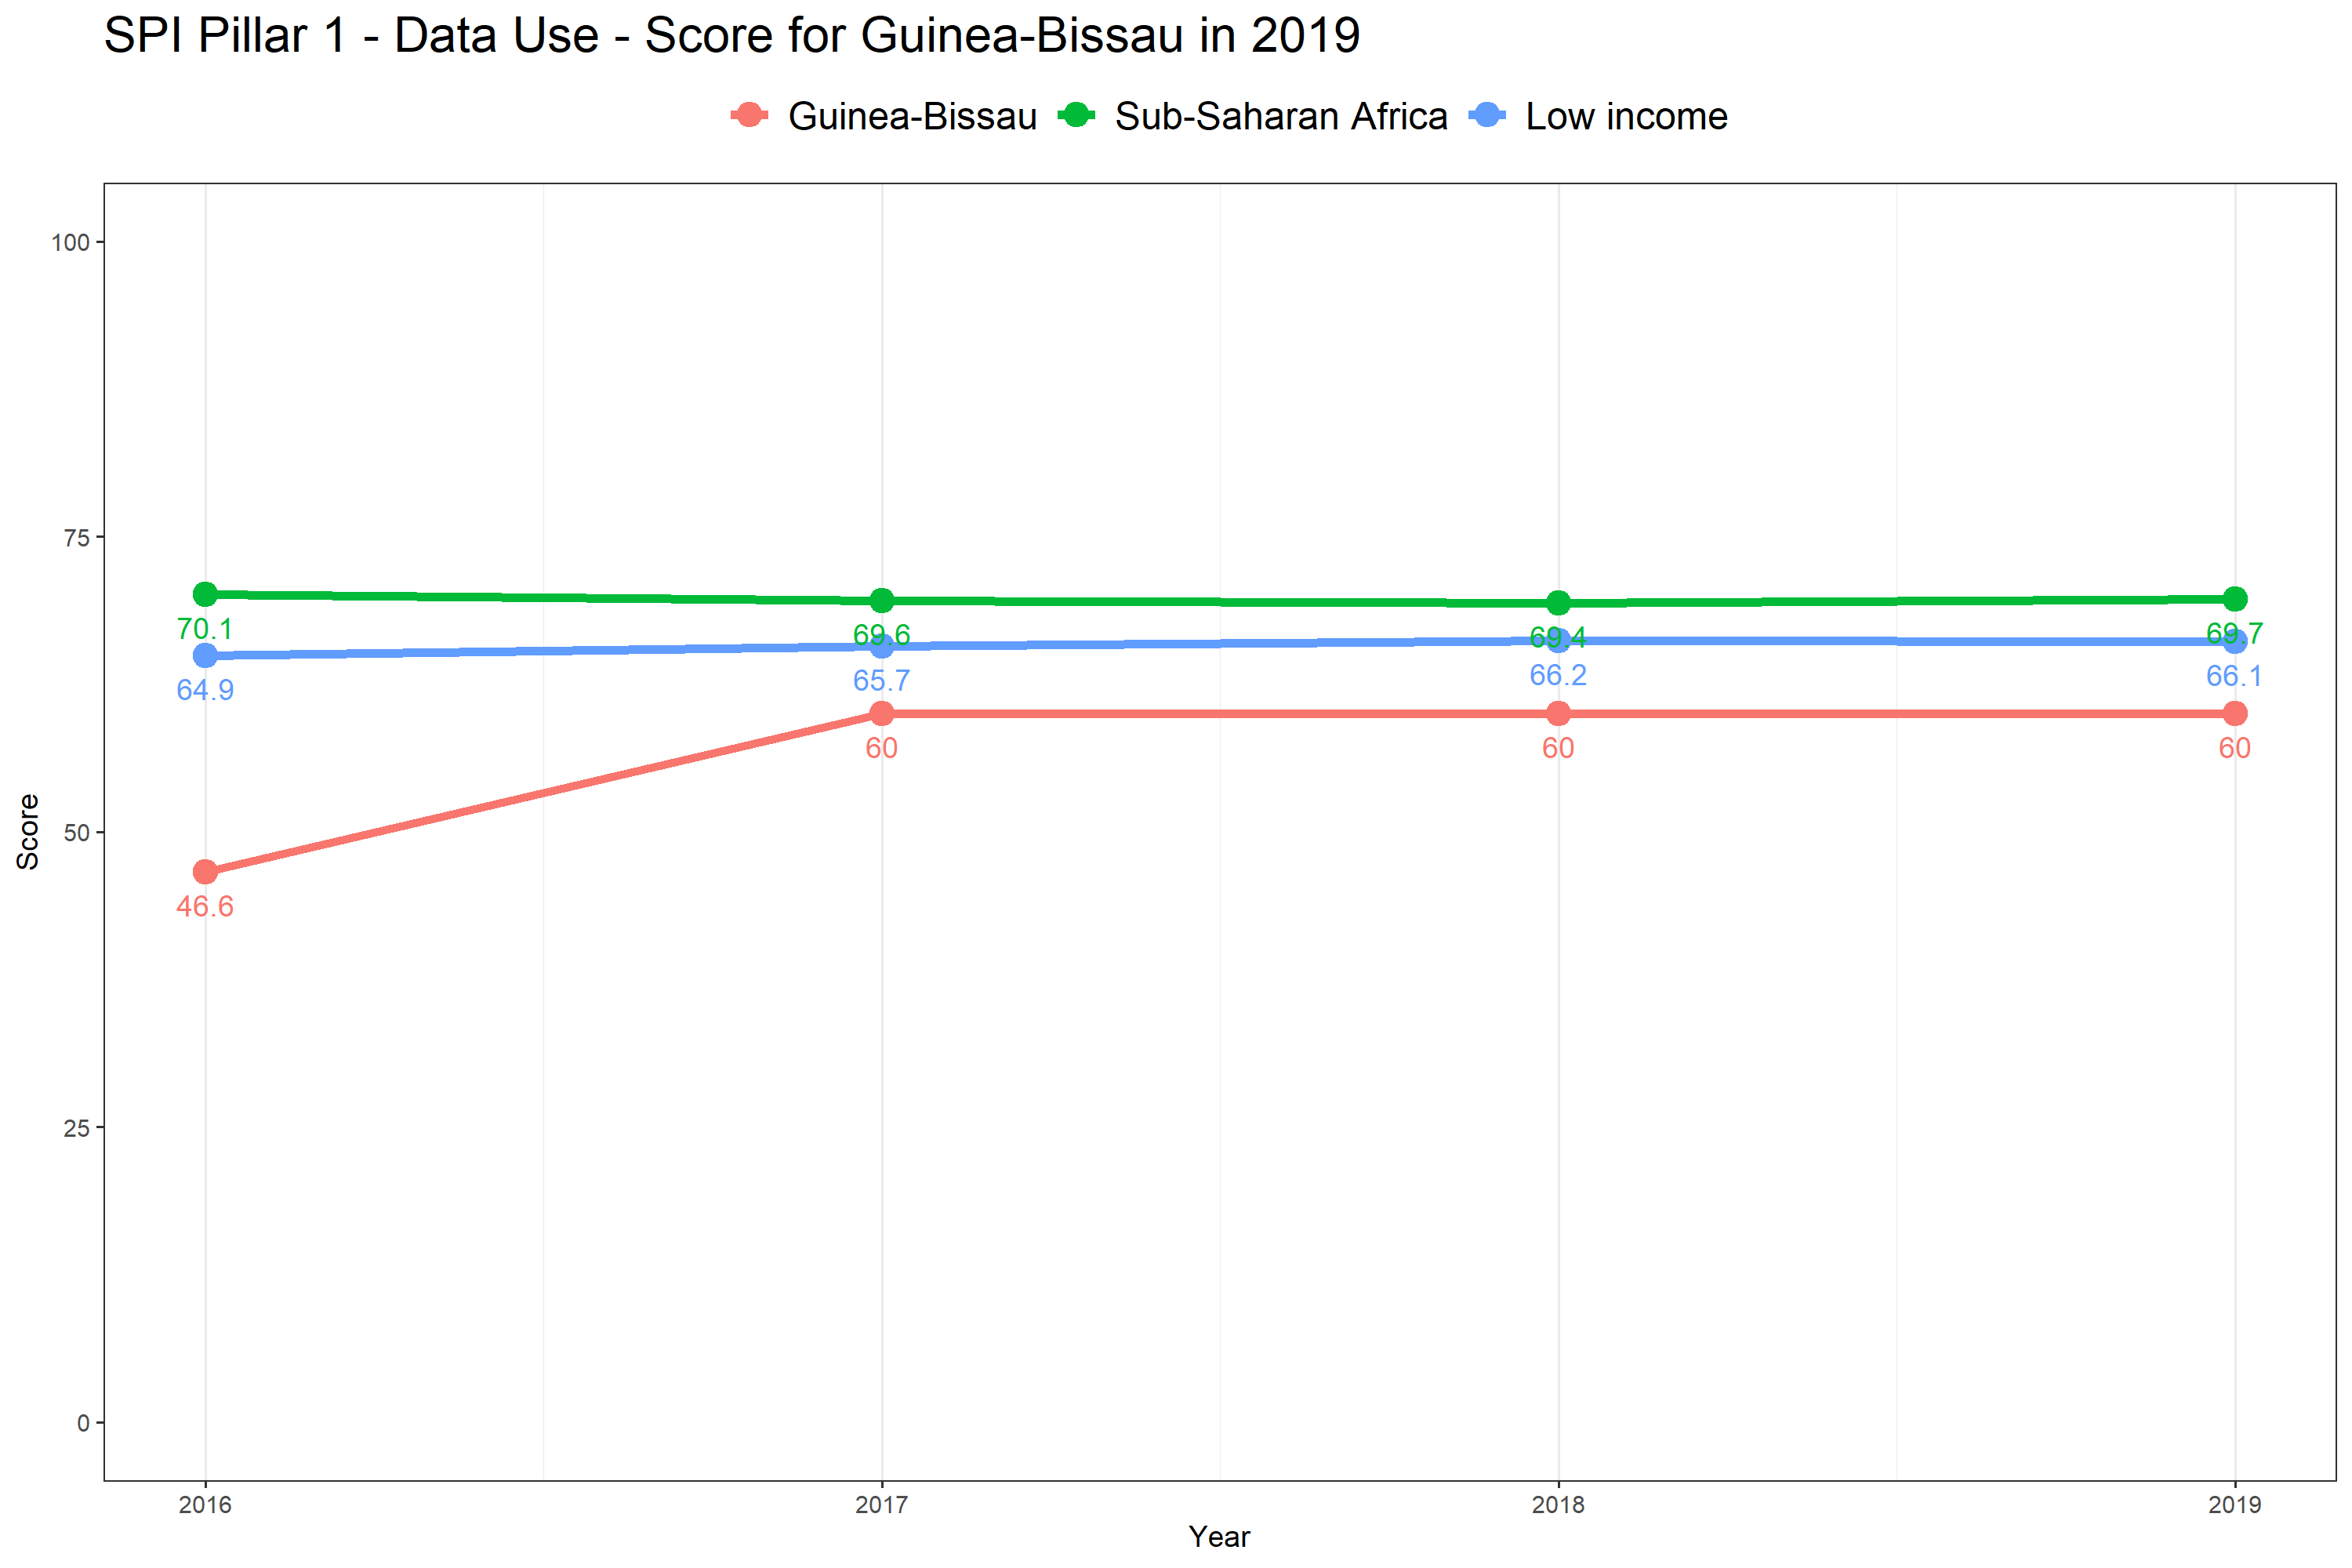 SPI Pillar 1 - Data Use - Score for Guinea-Bissau in 2019
Guinea-Bissau Sub-Saharan Africa Low income
100
75
50
25
0
Score
70.1 69.6 69.4 69.7
64.9 65.7 66.2 66.1
60 60 60
46.6
2016 2017 2018 2019
Year